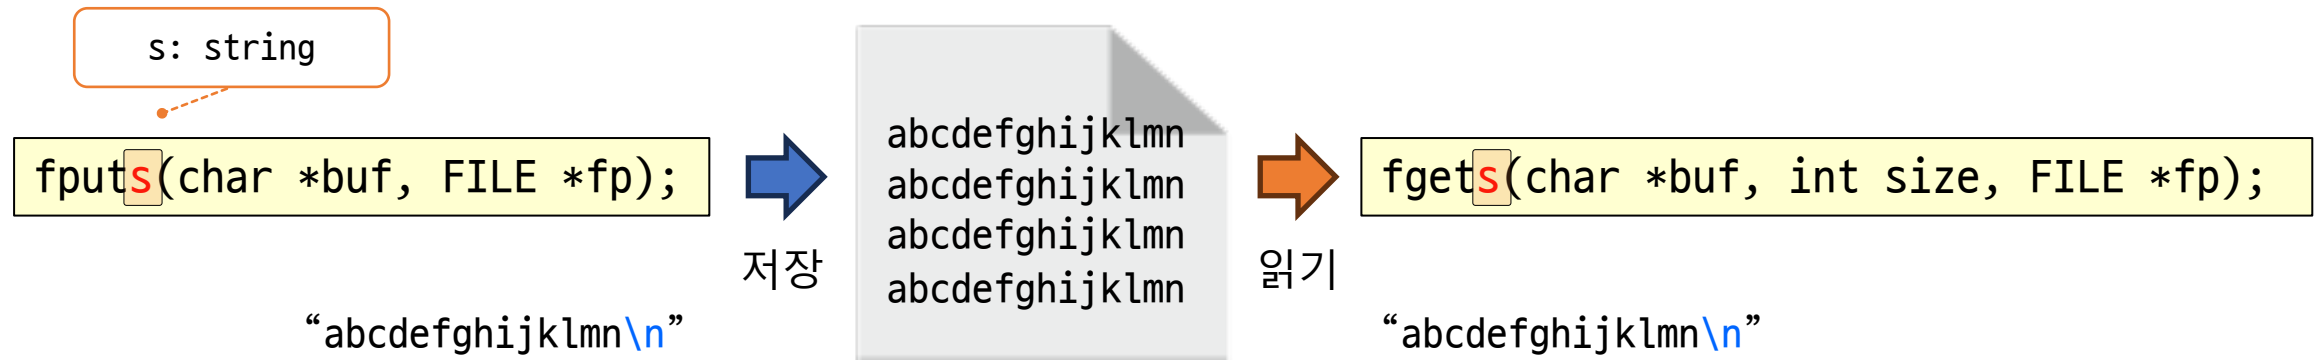 s: string
fputs(char *buf, FILE *fp);
저장
“abcdefghijklmn\n”
abcdefghijklmn
abcdefghijklmn
abcdefghijklmn
abcdefghijklmn
읽기
fgets(char *buf, int size, FILE *fp);
“abcdefghijklmn\n”